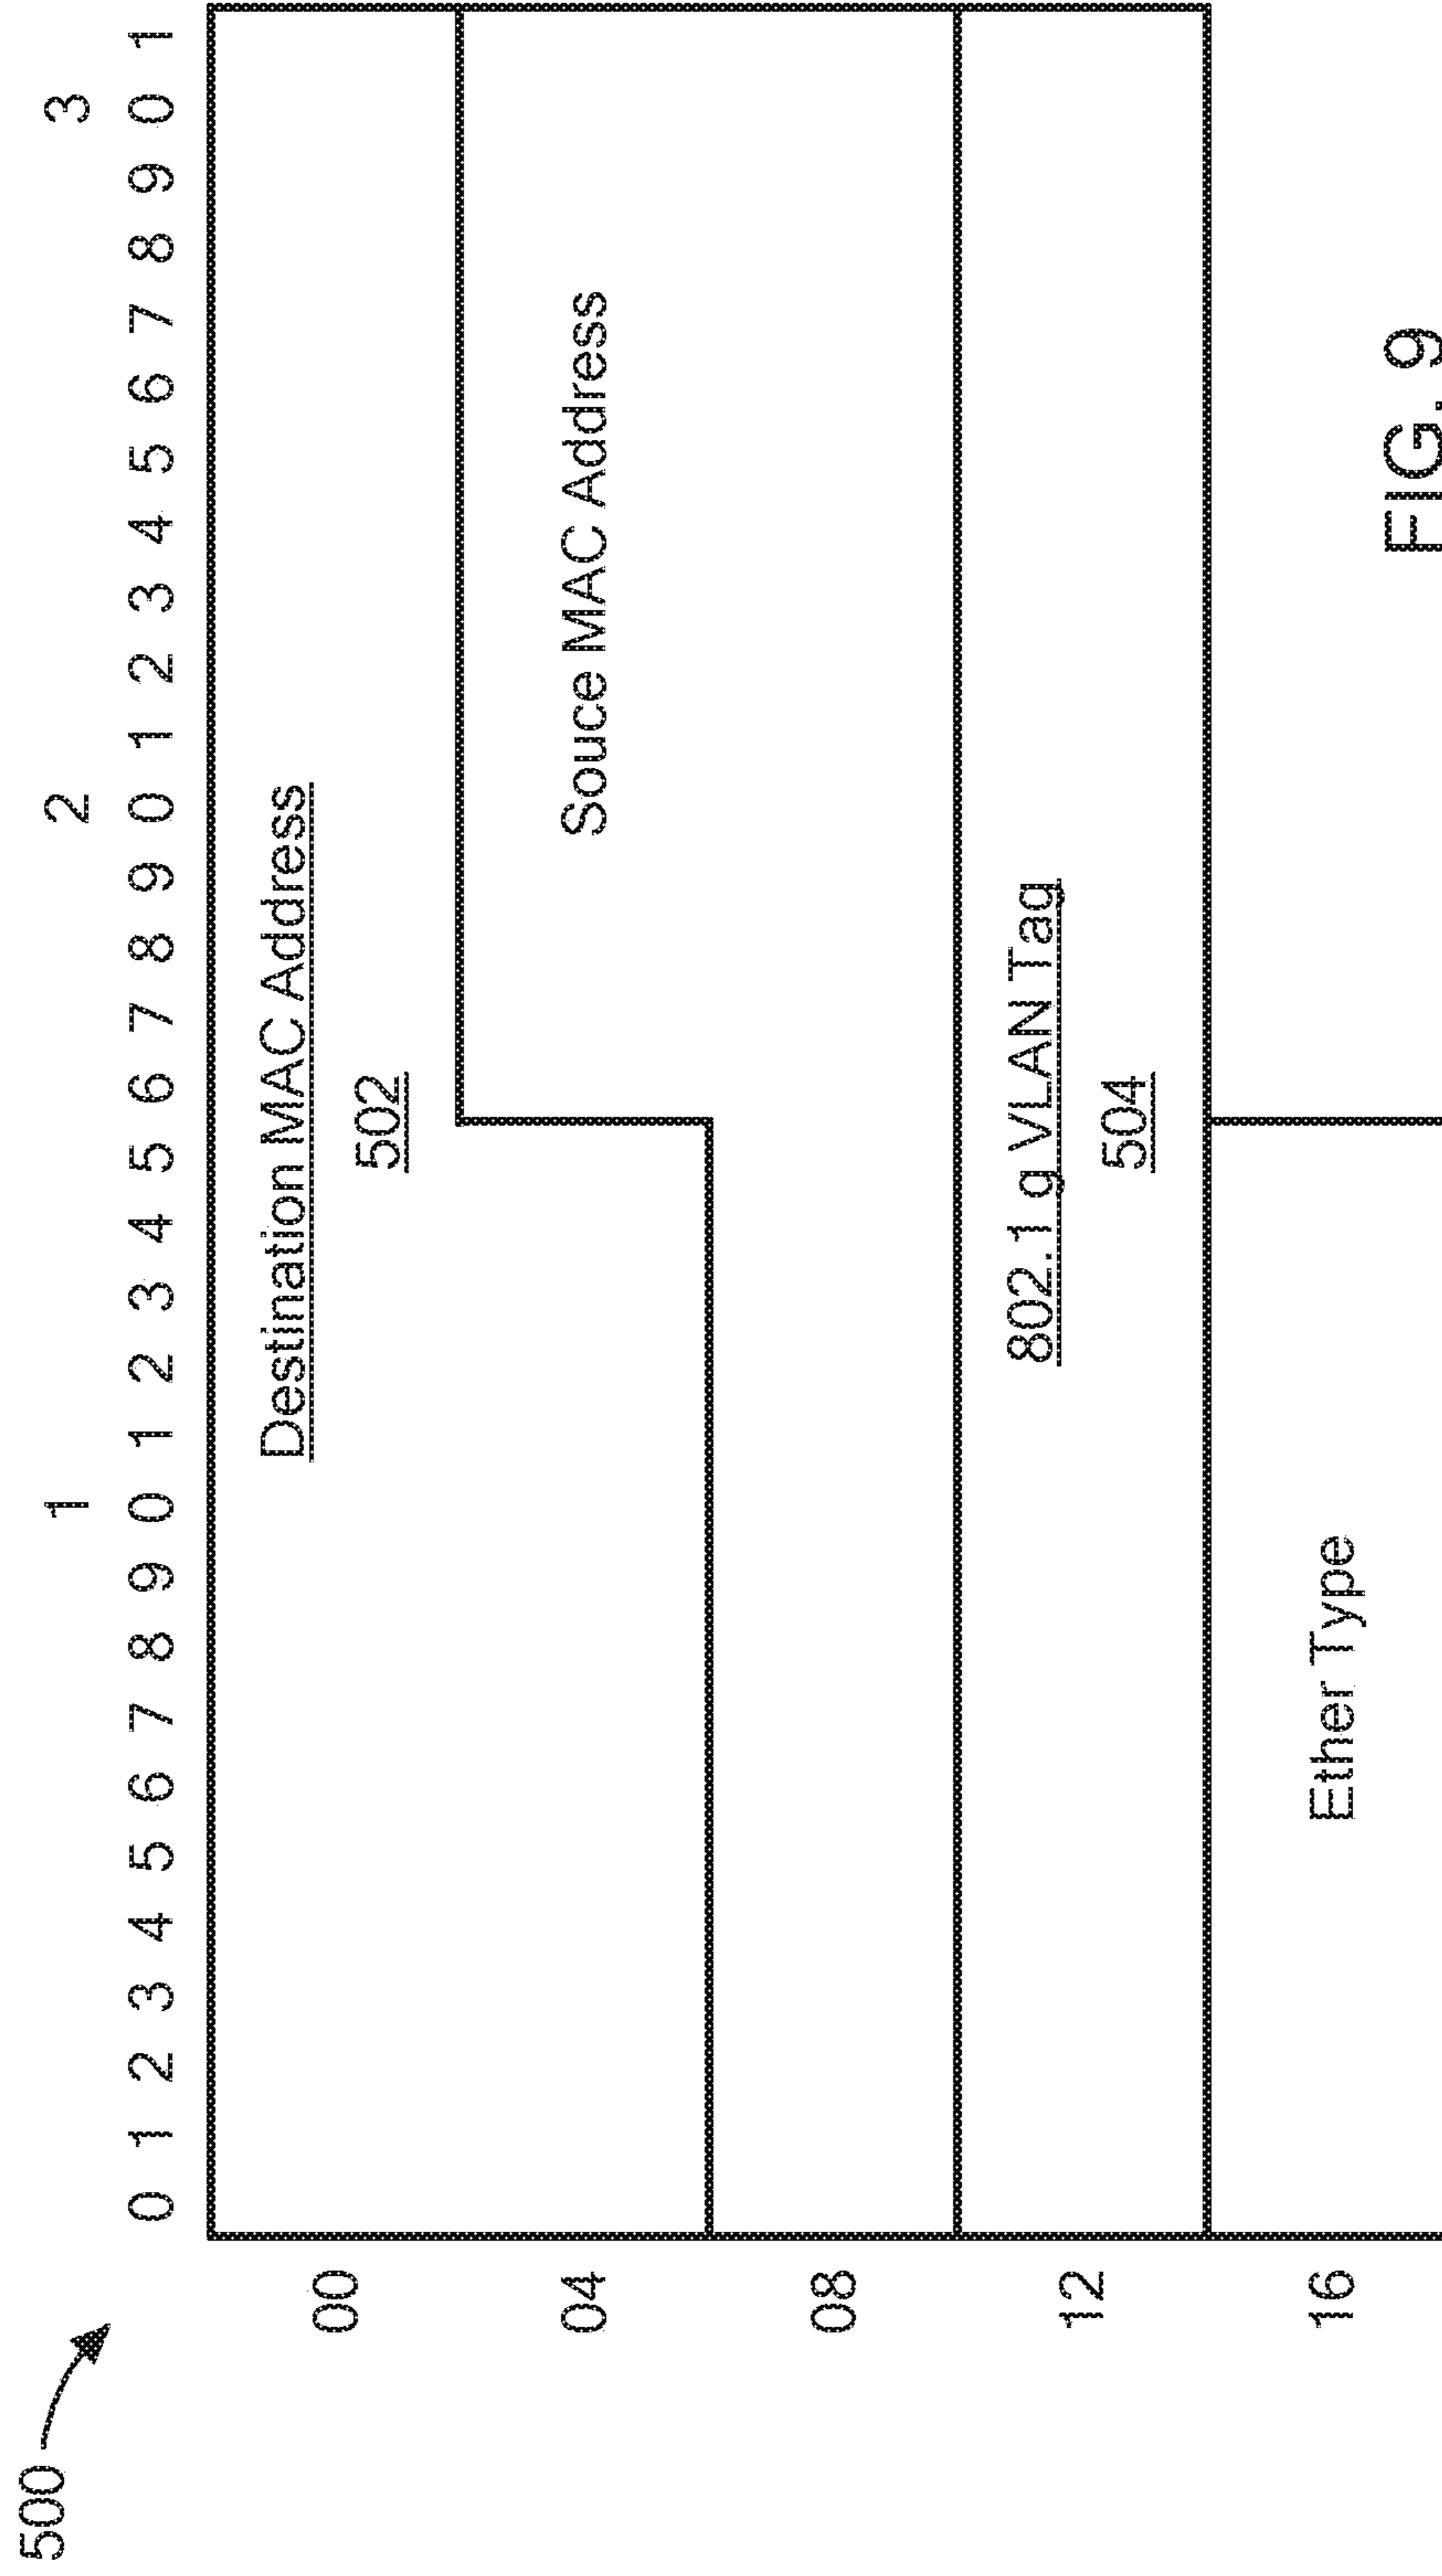 500
1 2 3
0 1 2 3 4 5 6 7 8 9 0 1 2 3 4 5 6 7 8 9 0 1 2 3 4 5 6 7 8 9 0 1
00
Destination MAC Address
502
04
Souce MAC Address
08
12
802.1 q VLAN Tag
504
16
Ether Type
FIG. 9